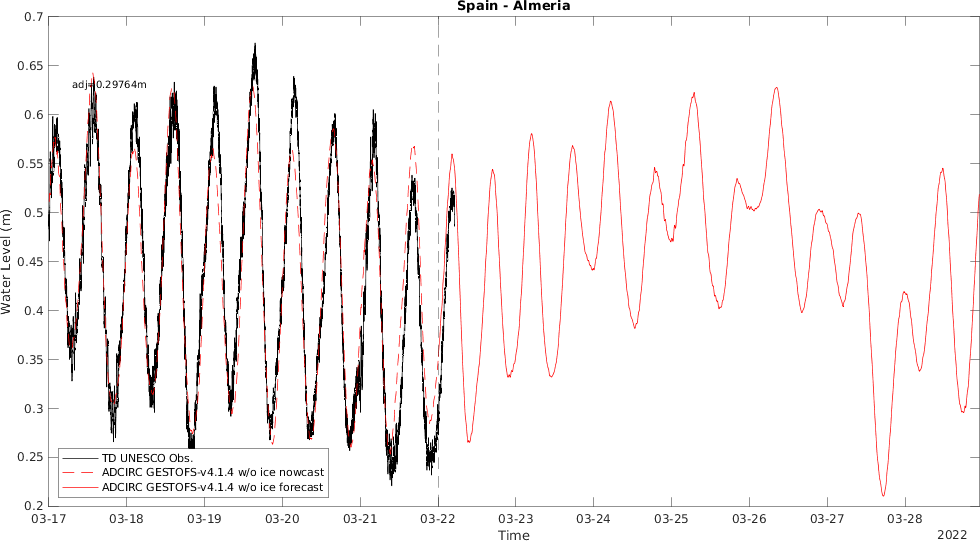 Spain - Almeria
0.7
0.65
0.6
0.55
0.5
0.45
0.4
0.35
0.3
0.25
0.2
Water Level (m)
adj=0.29764m
TD UNESCO Obs.
ADCIRC GESTOFS-v4.1.4 w/o ice nowcast
ADCIRC GESTOFS-v4.1.4 w/o ice forecast
03-17 03-18 03-19 03-20 03-21 03-22 03-23 03-24 03-25 03-26 03-27 03-28
Time
2022